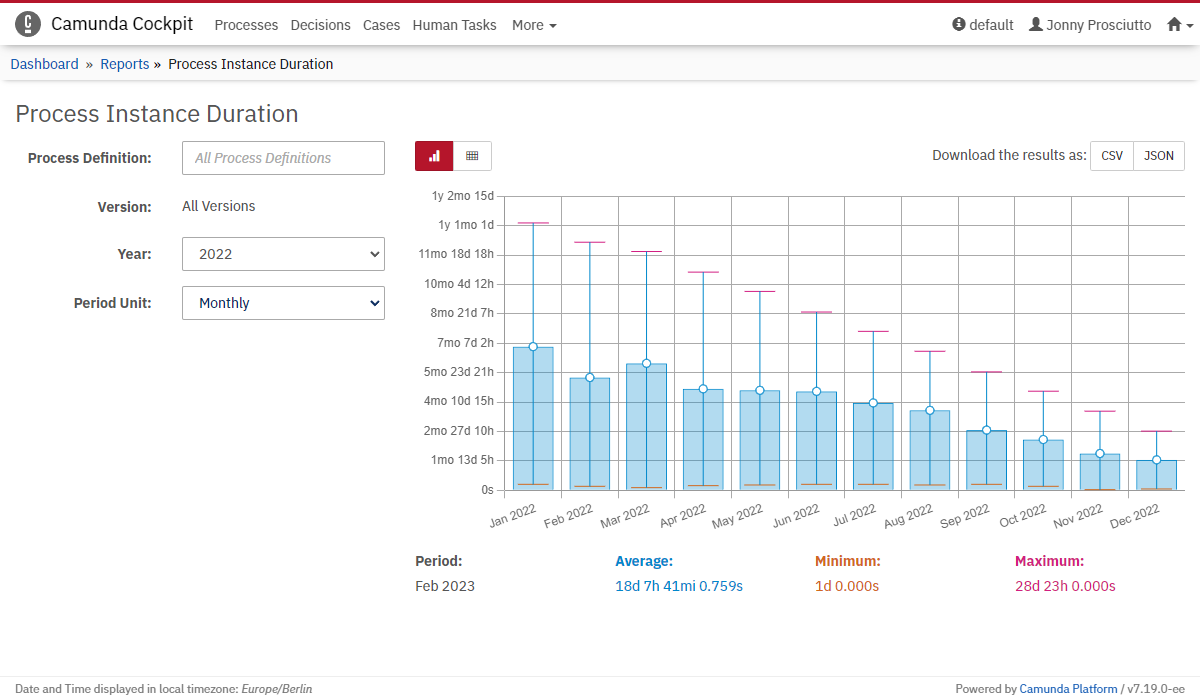 Camunda Cockpit Processes Decisions Cases Human Tasks More default Jonny Prosciutto
Dashboard » Reports » Process Instance Duration
Process Instance Duration
Process Definition: All Process Definitions
Version: All Versions
Year: 2022
Period Unit: Monthly
Download the results as: CSV JSON
1y 2mo 15d
1y 1mo 1d
11mo 18d 18h
10mo 4d 12h
8mo 21d 7h
7mo 7d 2h
5mo 23d 21h
4mo 10d 15h
2mo 27d 10h
1mo 13d 5h
0s
Jan 2022 Feb 2022 Mar 2022 Apr 2022 May 2022 Jun 2022 Jul 2022 Aug 2022 Sep 2022 Oct 2022 Nov 2022 Dec 2022
Period: Average: Minimum: Maximum:
Feb 2023 18d 7h 41mi 0.759s 1d 0.000s 28d 23h 0.000s
Date and Time displayed in local timezone: Europe/Berlin Powered by Camunda Platform / v7.19.0-ee